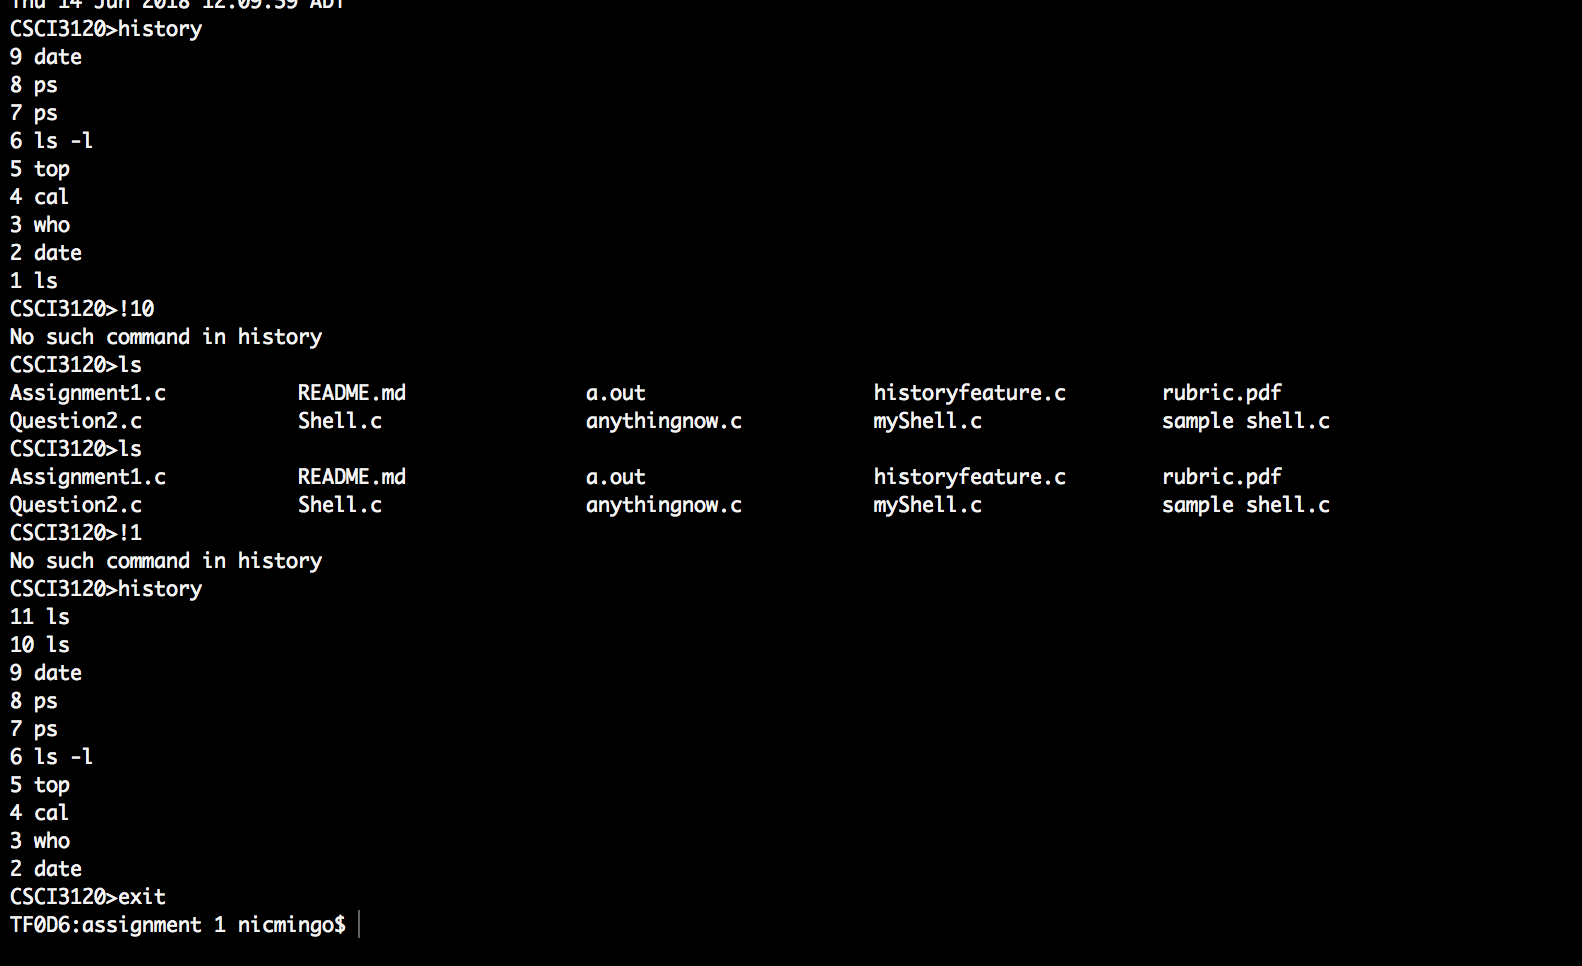 Thu 14 Jun 2018 12:09:59 ADT
CSCI3120>history
9 date
8 ps
7 ps
6 ls -l
5 top
4 cal
3 who
2 date
1 ls
CSCI3120>!10
No such command in history
CSCI3120>ls
Assignment1.c README.md a.out historyfeature.c rubric.pdf
Question2.c Shell.c anythingnow.c myShell.c sample shell.c
CSCI3120>ls
Assignment1.c README.md a.out historyfeature.c rubric.pdf
Question2.c Shell.c anythingnow.c myShell.c sample shell.c
CSCI3120>!1
No such command in history
CSCI3120>history
11 ls
10 ls
9 date
8 ps
7 ps
6 ls -l
5 top
4 cal
3 who
2 date
CSCI3120>exit
TF0D6:assignment 1 nicmingo$